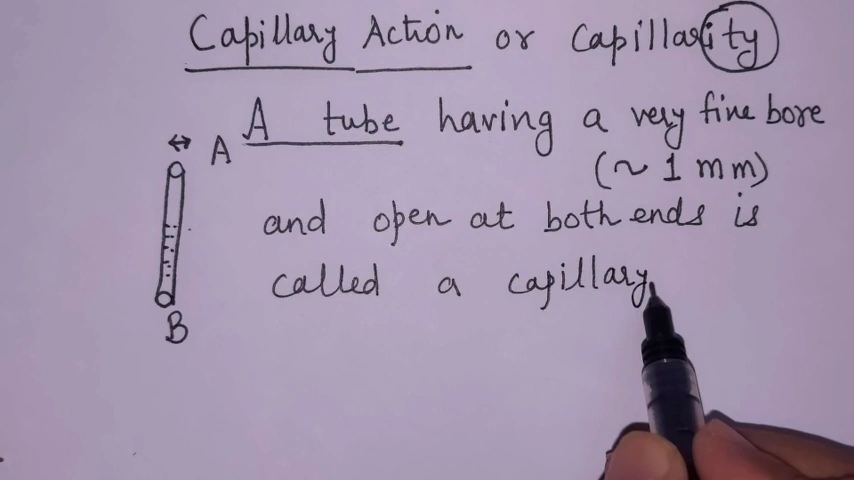 Capillary Action or Capillarity
A tube having a very fine bore
A
(~ 1 mm)
and open at both ends is
called a capillary
B